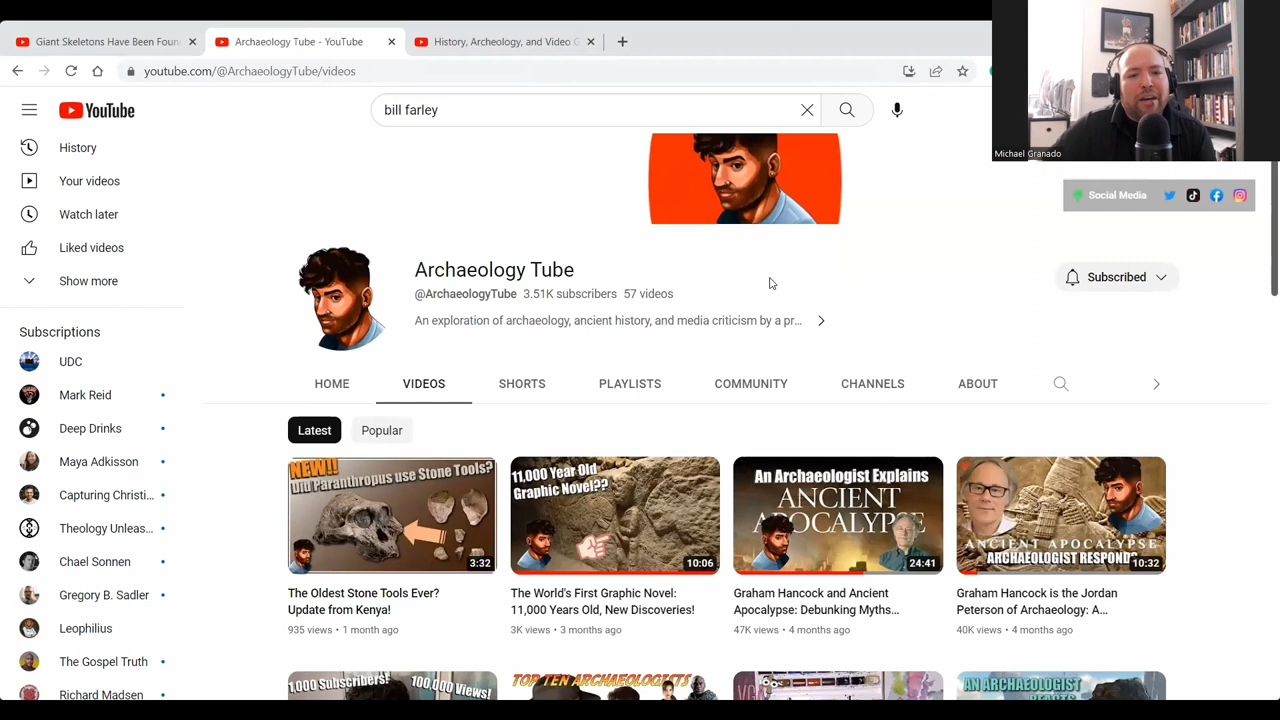 Giant Skeletons Have Been Foun
Archaeology Tube - YouTube
History, Archeology, and Video G
youtube.com/@ArchaeologyTube/videos
YouTube
bill farley
Michael Granado
Social Media
History
Your videos
Watch later
Liked videos
Show more
Subscriptions
UDC
Mark Reid
Deep Drinks
Maya Adkisson
Capturing Christi...
Theology Unleas...
Chael Sonnen
Gregory B. Sadler
Leophilius
The Gospel Truth
Richard Madsen
Archaeology Tube
@ArchaeologyTube 3.51K subscribers 57 videos
An exploration of archaeology, ancient history, and media criticism by a pr...
Subscribed
HOME VIDEOS SHORTS PLAYLISTS COMMUNITY CHANNELS ABOUT
Latest Popular
NEW!!
Did Paranthropus use Stone Tools?
3:32
The Oldest Stone Tools Ever?
Update from Kenya!
935 views • 1 month ago
11,000 Year Old
Graphic Novel??
10:06
The World's First Graphic Novel:
11,000 Years Old, New Discoveries!
3K views • 3 months ago
An Archaeologist Explains
ANCIENT
APOCALYPSE
24:41
Graham Hancock and Ancient
Apocalypse: Debunking Myths...
47K views • 4 months ago
ANCIENT APOCALYPSE
ARCHAEOLOGIST RESPONDS
10:32
Graham Hancock is the Jordan
Peterson of Archaeology: A...
40K views • 4 months ago
1,000 Subscribers!
100,000 Views!
TOP TEN ARCHAEOLOGISTS
AN ARCHAEOLOGIST
REACTS